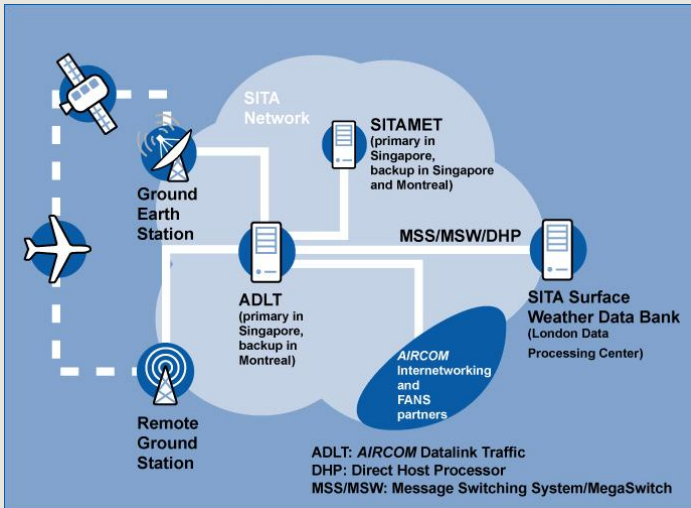 SITA
Network
SITAMET
(primary in
Singapore,
backup in Singapore
and Montreal)
Ground
Earth
Station
MSS/MSW/DHP
ADLT
(primary in
Singapore,
backup in
Montreal)
SITA Surface
Weather Data Bank
(London Data
Processing Center)
AIRCOM
Internetworking
and
FANS
partners
Remote
Ground
Station
ADLT: AIRCOM Datalink Traffic
DHP: Direct Host Processor
MSS/MSW: Message Switching System/MegaSwitch